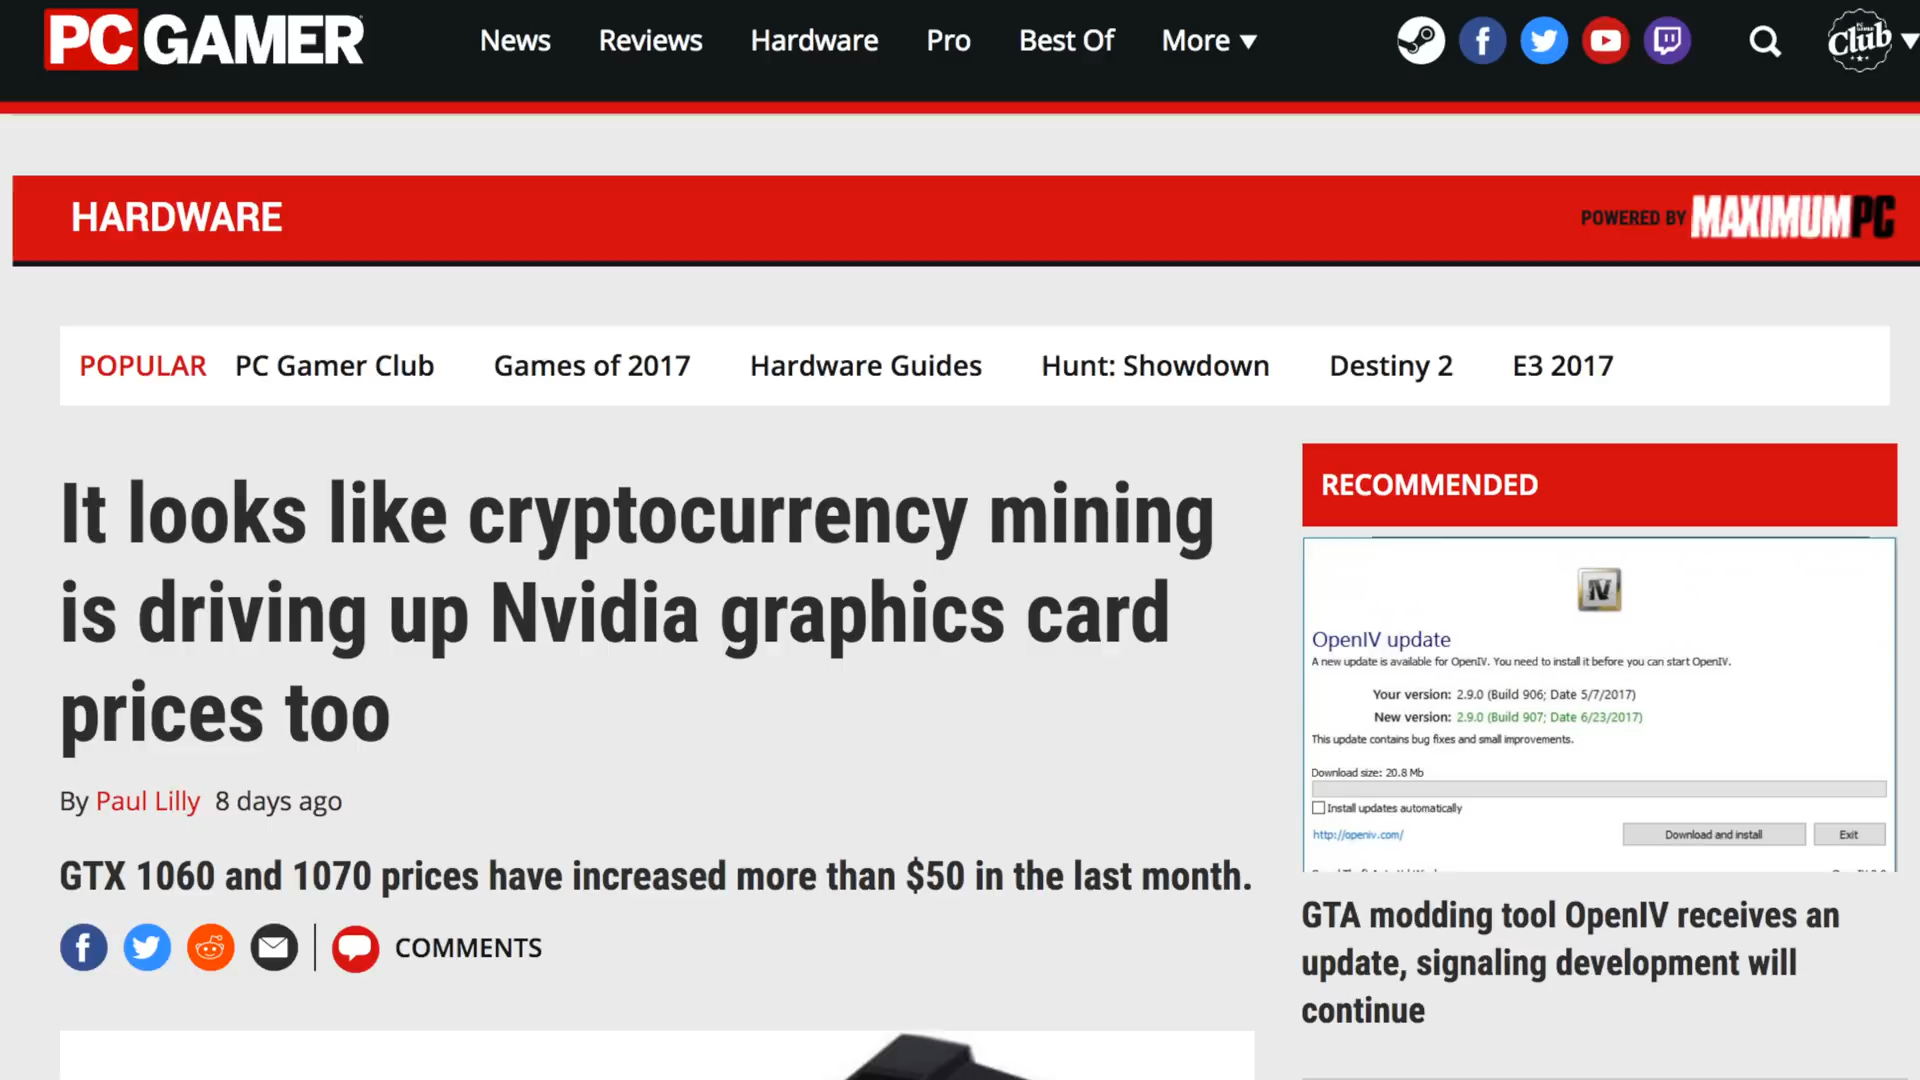 PC GAMER
News Reviews Hardware Pro Best Of More
Club
HARDWARE
POWERED BY MAXIMUMPC
POPULAR PC Gamer Club Games of 2017 Hardware Guides Hunt: Showdown Destiny 2 E3 2017
It looks like cryptocurrency mining
is driving up Nvidia graphics card
prices too
By Paul Lilly 8 days ago
GTX 1060 and 1070 prices have increased more than $50 in the last month.
COMMENTS
RECOMMENDED
IV
OpenIV update
A new update is available for OpenIV. You need to install it before you can start OpenIV.
Your version: 2.9.0 (Build 906; Date 5/7/2017)
New version: 2.9.0 (Build 907; Date 6/23/2017)
This update contains bug fixes and small improvements.
Download size: 20.8 Mb
Install updates automatically
http://openiv.com/
Download and install
Exit
GTA modding tool OpenIV receives an
update, signaling development will
continue